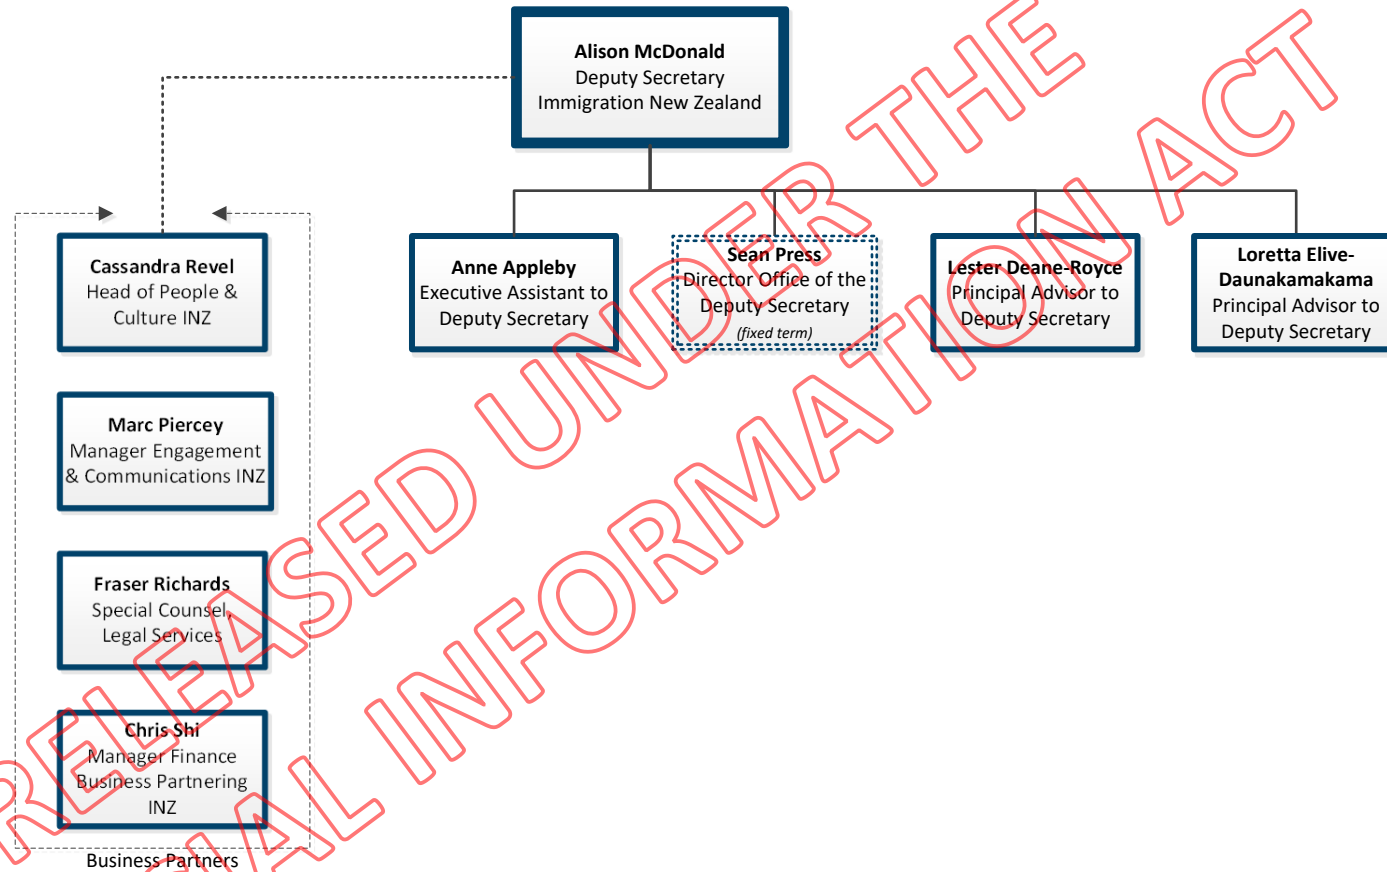 Alison McDonald
Deputy Secretary
Immigration New Zealand
Cassandra Revel
Head of People &
Culture INZ
Anne Appleby
Executive Assistant to
Deputy Secretary
Sean Press
Director Office of the
Deputy Secretary
(fixed term)
Lester Deane-Royce
Principal Advisor to
Deputy Secretary
Loretta Elive-
Daunakamakama
Principal Advisor to
Deputy Secretary
Marc Piercey
Manager Engagement
& Communications INZ
Fraser Richards
Special Counsel,
Legal Services
Chris Shi
Manager Finance
Business Partnering
INZ
Business Partners
RELEASED UNDER THE
CIAL INFORMATION ACT